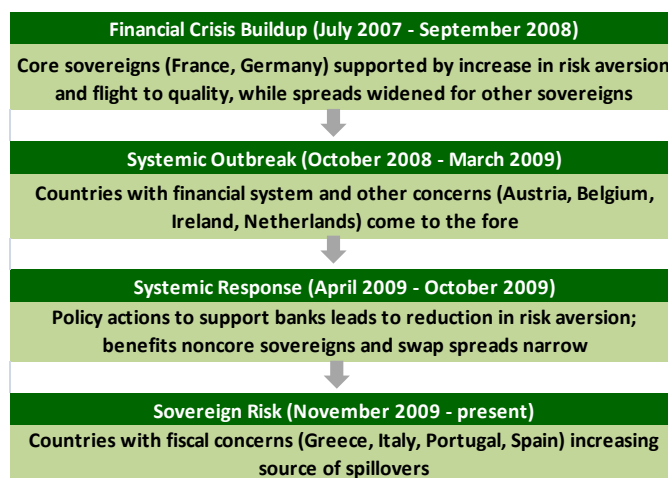 Financial Crisis Buildup (July 2007 - September 2008)
Core sovereigns (France, Germany) supported by increase in risk aversion
and flight to quality, while spreads widened for other sovereigns
Systemic Outbreak (October 2008 - March 2009)
Countries with financial system and other concerns (Austria, Belgium,
Ireland, Netherlands) come to the fore
Systemic Response (April 2009 - October 2009)
Policy actions to support banks leads to reduction in risk aversion;
benefits noncore sovereigns and swap spreads narrow
Sovereign Risk (November 2009 - present)
Countries with fiscal concerns (Greece, Italy, Portugal, Spain) increasing
source of spillovers